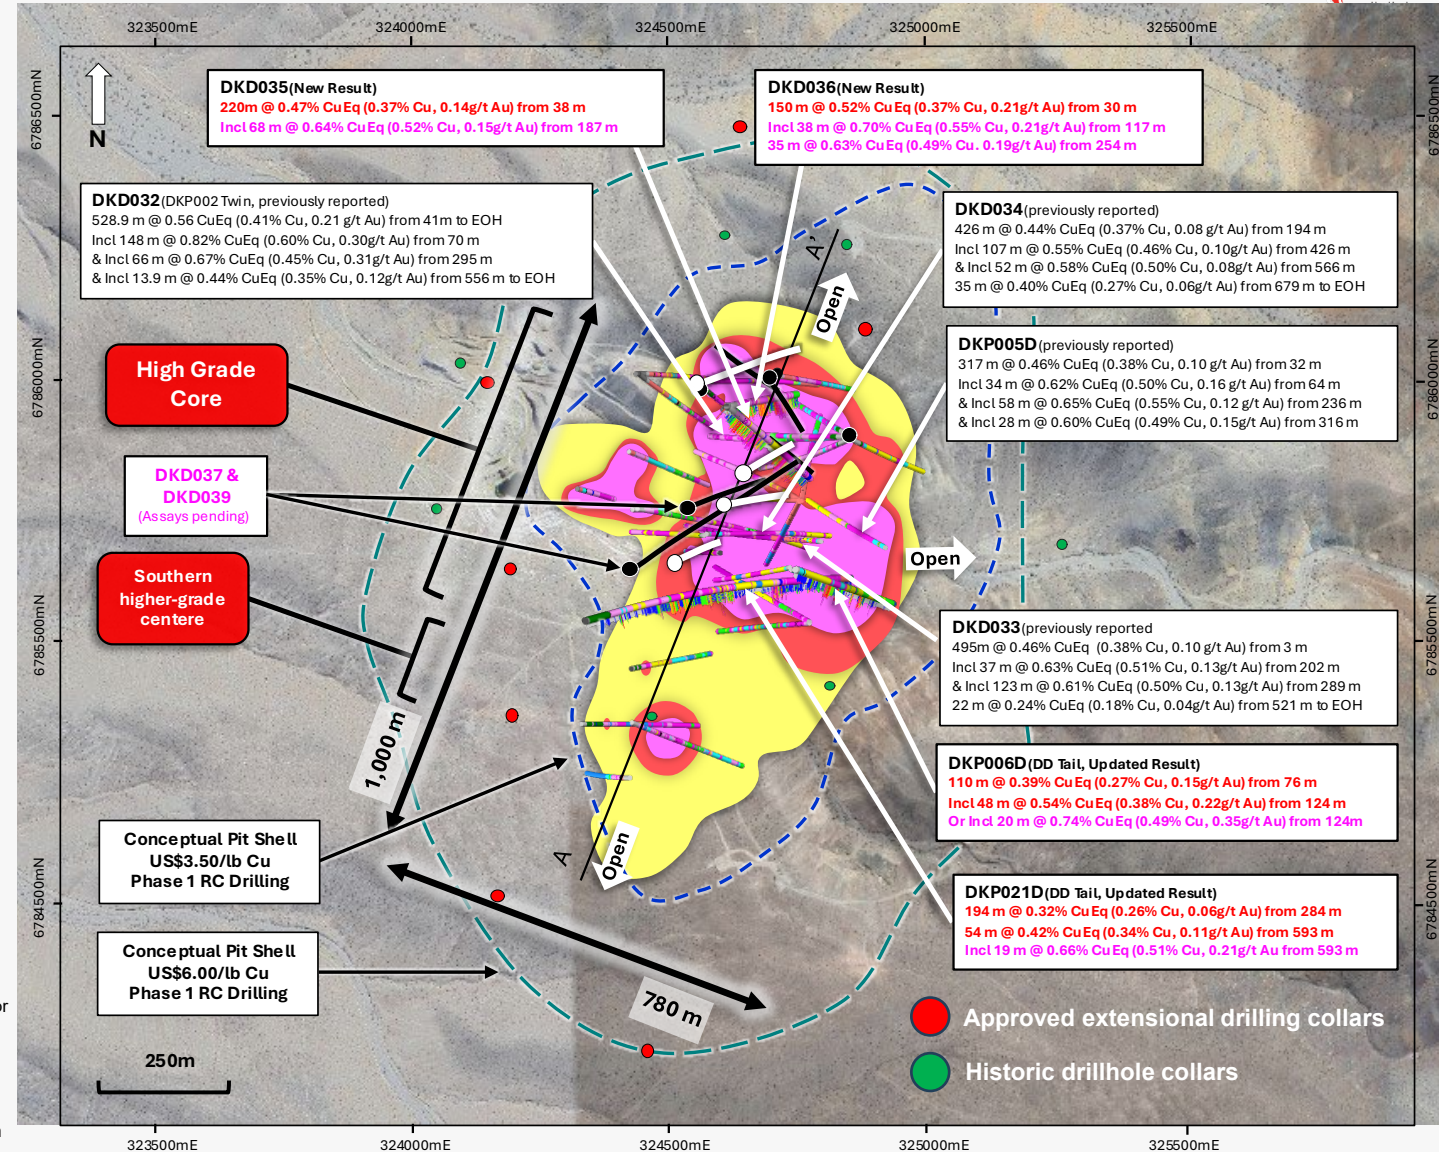 323500mE
324000mE
324500mE
325000mE
325500mE
6786500mN
6786000mN
6785500mN
6784500mN
6786500mN
6786000mN
6785500mN
6784500mN
N
DKD035(New Result)
220m @ 0.47% CuEq (0.37% Cu, 0.14g/t Au) from 38 m
Incl 68 m @ 0.64% CuEq (0.52% Cu, 0.15g/t Au) from 187 m
DKD036(New Result)
150 m @ 0.52% CuEq (0.37% Cu, 0.21g/t Au) from 30 m
Incl 38 m @ 0.70% CuEq (0.55% Cu, 0.21g/t Au) from 117 m
35 m @ 0.63% CuEq (0.49% Cu. 0.19g/t Au) from 254 m
DKD032(DKP002 Twin, previously reported)
528.9 m @ 0.56 CuEq (0.41% Cu, 0.21 g/t Au) from 41m to EOH
Incl 148 m @ 0.82% CuEq (0.60% Cu, 0.30g/t Au) from 70 m
& Incl 66 m @ 0.67% CuEq (0.45% Cu, 0.31g/t Au) from 295 m
& Incl 13.9 m @ 0.44% CuEq (0.35% Cu, 0.12g/t Au) from 556 m to EOH
DKD034(previously reported)
426 m @ 0.44% CuEq (0.37% Cu, 0.08 g/t Au) from 194 m
Incl 107 m @ 0.55% CuEq (0.46% Cu, 0.10g/t Au) from 426 m
& Incl 52 m @ 0.58% CuEq (0.50% Cu, 0.08g/t Au) from 566 m
35 m @ 0.40% CuEq (0.27% Cu, 0.06g/t Au) from 679 m to EOH
A'
Open
DKP005D(previously reported)
317 m @ 0.46% CuEq (0.38% Cu, 0.10 g/t Au) from 32 m
Incl 34 m @ 0.62% CuEq (0.50% Cu, 0.16 g/t Au) from 64 m
& Incl 58 m @ 0.65% CuEq (0.55% Cu, 0.12 g/t Au) from 236 m
& Incl 28 m @ 0.60% CuEq (0.49% Cu, 0.15g/t Au) from 316 m
High Grade
Core
DKD037 &
DKD039
(Assays pending)
Open
Southern
higher-grade
centere
DKD033(previously reported
495m @ 0.46% CuEq (0.38% Cu, 0.10 g/t Au) from 3 m
Incl 37 m @ 0.63% CuEq (0.51% Cu, 0.13g/t Au) from 202 m
& Incl 123 m @ 0.61% CuEq (0.50% Cu, 0.13g/t Au) from 289 m
22 m @ 0.24% CuEq (0.18% Cu, 0.04g/t Au) from 521 m to EOH
1,000 m
DKP006D(DD Tail, Updated Result)
110 m @ 0.39% CuEq (0.27% Cu, 0.15g/t Au) from 76 m
Incl 48 m @ 0.54% CuEq (0.38% Cu, 0.22g/t Au) from 124 m
Or Incl 20 m @ 0.74% CuEq (0.49% Cu, 0.35g/t Au) from 124m
Conceptual Pit Shell
US$3.50/lb Cu
Phase 1 RC Drilling
A
Open
DKP021D(DD Tail, Updated Result)
194 m @ 0.32% CuEq (0.26% Cu, 0.06g/t Au) from 284 m
54 m @ 0.42% CuEq (0.34% Cu, 0.11g/t Au) from 593 m
Incl 19 m @ 0.66% CuEq (0.51% Cu, 0.21g/t Au from 593 m
Conceptual Pit Shell
US$6.00/lb Cu
Phase 1 RC Drilling
780 m
or
Approved extensional drilling collars
250m
Historic drillhole collars
323500mE
324000mE
324500mE
325000mE
325500mE